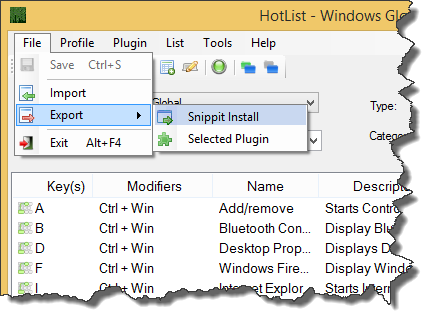 HotList - Windows Glo
File Profile Plugin List Tools Help
Save Ctrl+S
Import
Export
Exit Alt+F4
Snippit Install
Selected Plugin
Global
Type:
Categ
Key(s) Modifiers Name Descript
A Ctrl + Win Add/remove Starts Contro
B Ctrl + Win Bluetooth Con... Display Blu
D Ctrl + Win Desktop Prop... Displays D
F Ctrl + Win Windows Fire... Display Window
I Ctrl + Win Internet Explor... Starts Intern